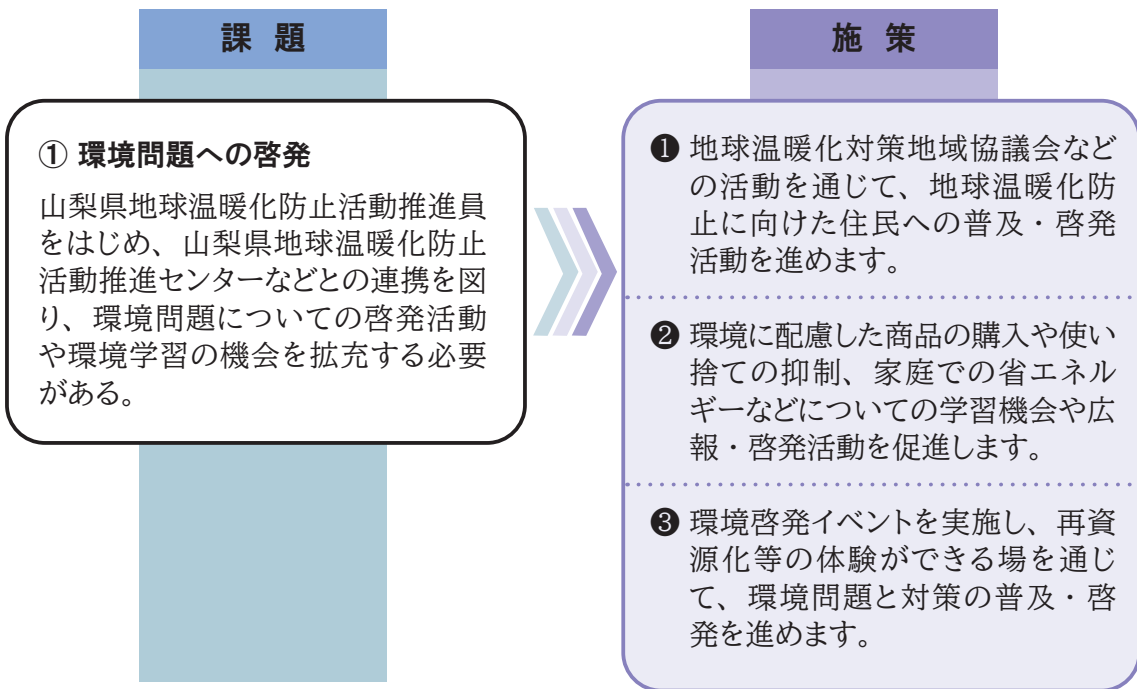 課 題
① 環境問題への啓発
山梨県地球温暖化防止活動推進員
をはじめ、山梨県地球温暖化防止
活動推進センターなどとの連携を図
り、環境問題についての啓発活動
や環境学習の機会を拡充する必要
がある。
施 策
❶ 地球温暖化対策地域協議会など
の活動を通じて、地球温暖化防
止に向けた住民への普及・啓発
活動を進めます。
❷ 環境に配慮した商品の購入や使い
捨ての抑制、家庭での省エネル
ギーなどについての学習機会や広
報・啓発活動を促進します。
❸ 環境啓発イベントを実施し、再資
源化等の体験ができる場を通じ
て、環境問題と対策の普及・啓
発を進めます。